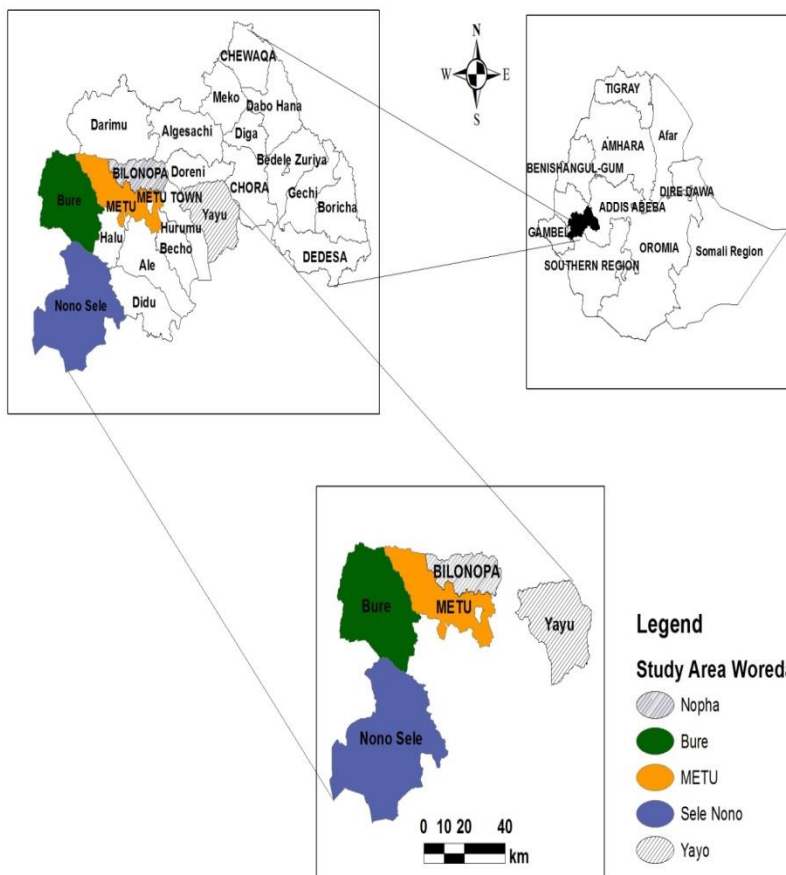 N
W E
S
CHEWAQA
Meko
Dabo Hana
Darimu
Algesachi
Diga
Bedele Zuriya
BILONOPA
Doreni
CHORA
Gechi
Bure
METU
METU TOWN
Yayu
Boricha
Halu
Hurumu
Becho
DEDESA
Ale
Nono Sele
Didu
TIGRAY
AMHARA
Afar
BENISHANGUL-GUM
DIRE DAWA
ADDIS ABEBA
GAMBEL
OROMIA
Somali Region
SOUTHERN REGION
BILONOPA
Bure
METU
Yayu
Nono Sele
0 10 20 40
km
Legend
Study Area Woreda
Nopha
Bure
METU
Sele Nono
Yayo